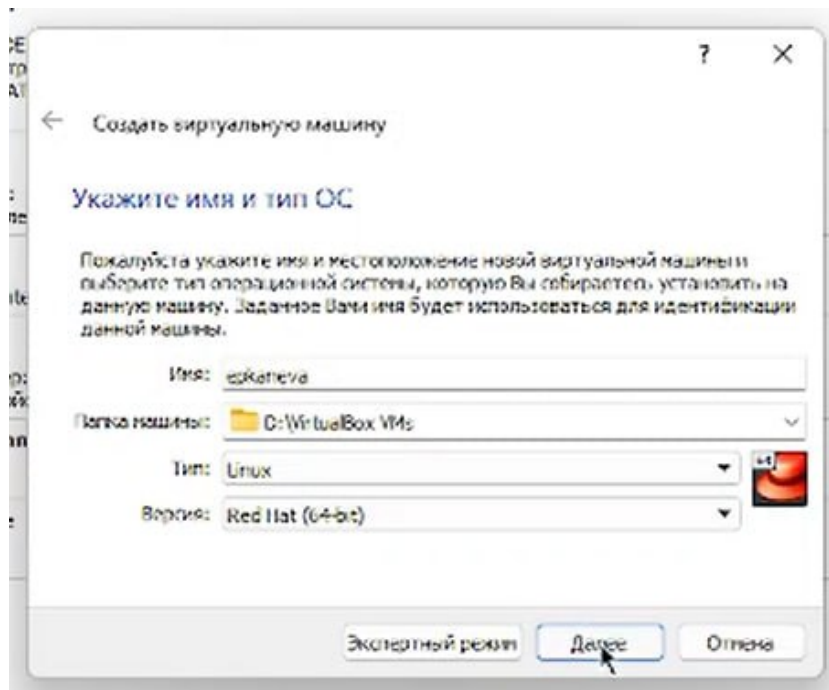 ?
Создать виртуальную машину
Укажите имя и тип ОС
Пожалуйста укажите имя и местоположение новой виртуальной машины и
выберите тип операционной системы, которую Вы собираетесь установить на
данную машину. Заданное Вами имя будет использоваться для идентификации
данной машины.
Имя: epkaneva
Папка машины: C:\VirtualBox VMs
Тип: Linux
64
Версия: Red Hat (64-bit)
Экспертный режим Далее Отмена